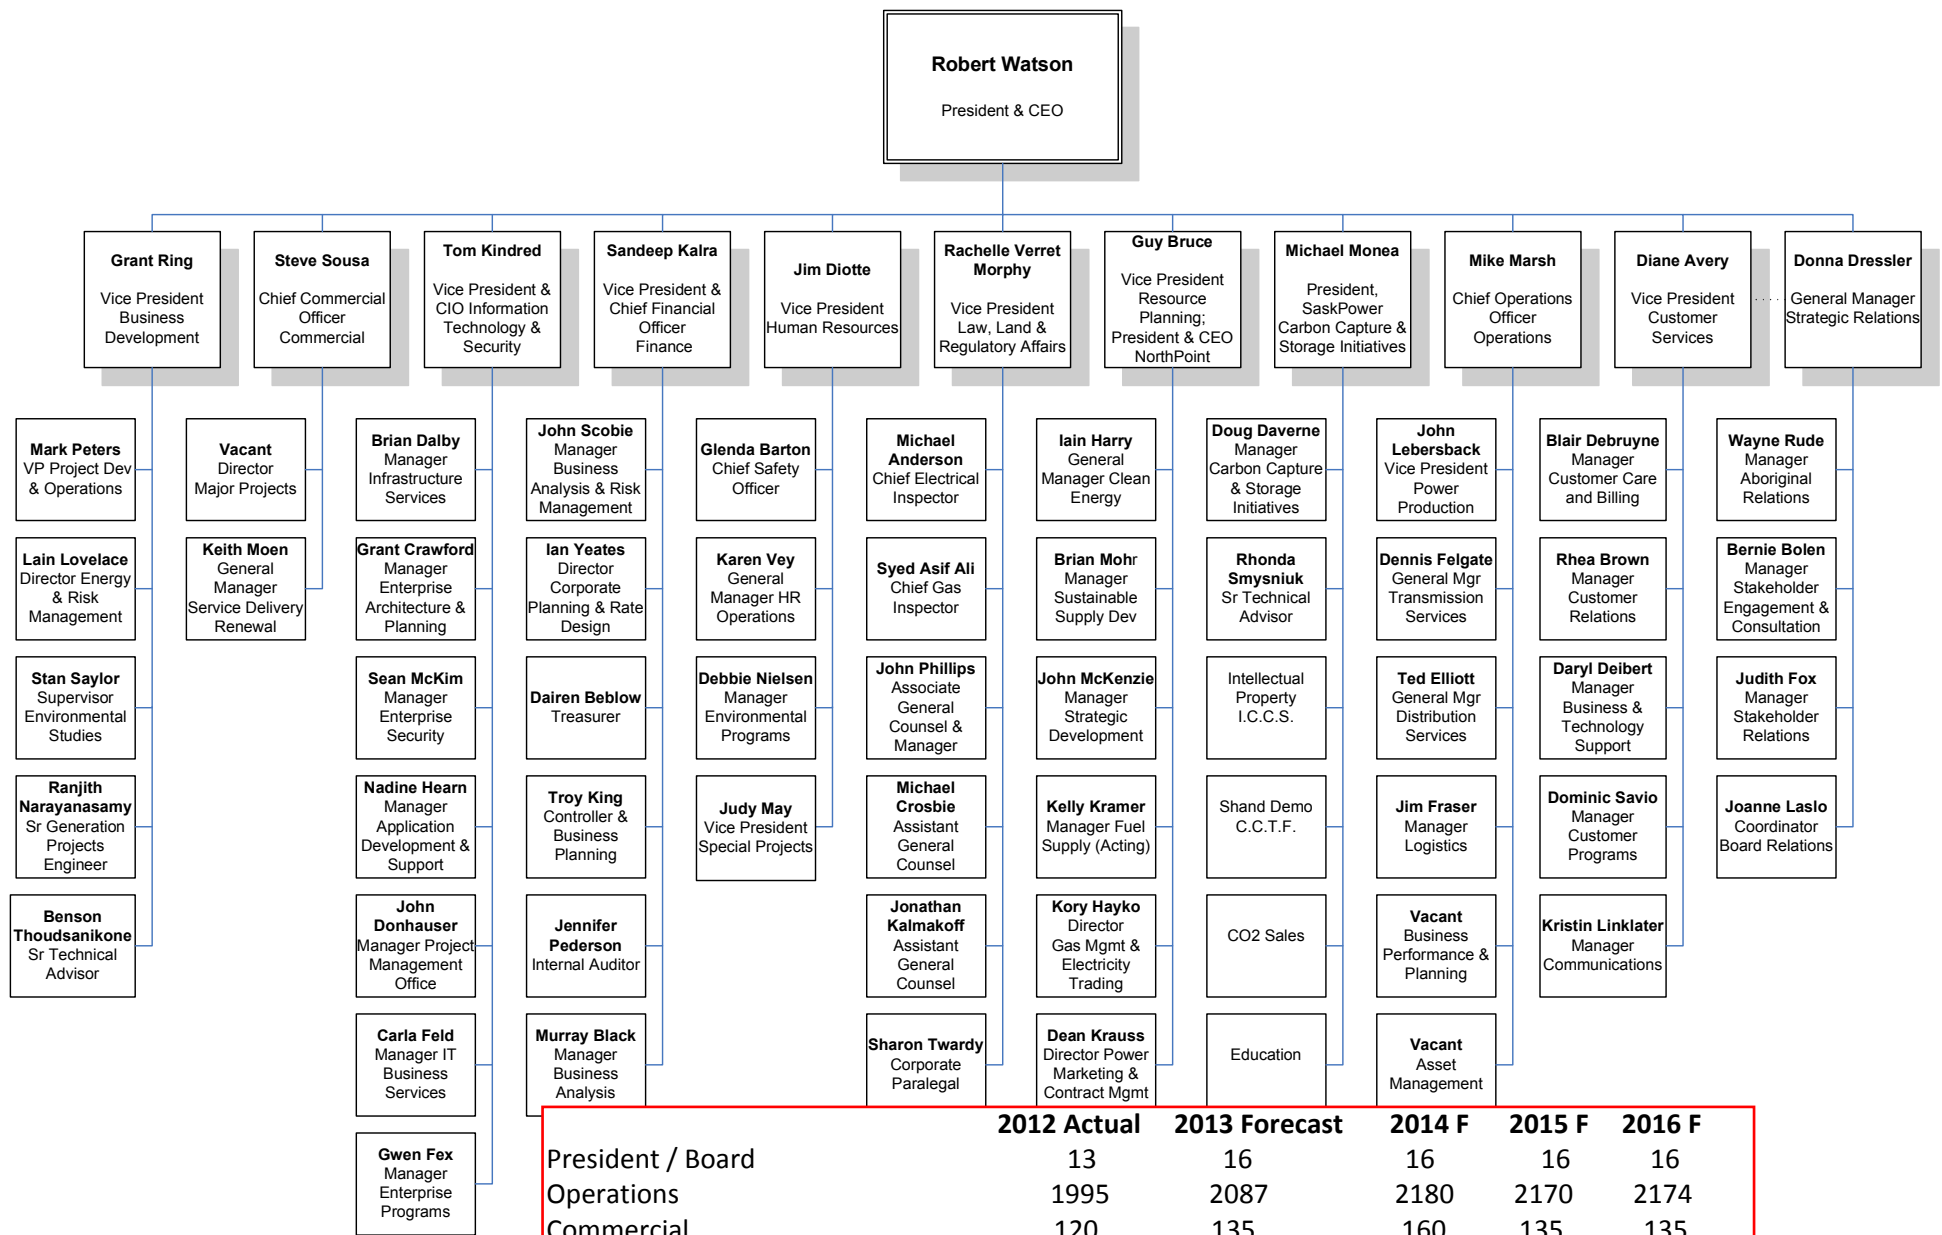 Robert Watson
President & CEO
Grant Ring
Vice President
Business
Development
Steve Sousa
Chief Commercial
Officer
Commercial
Tom Kindred
Vice President &
CIO Information
Technology &
Security
Sandeep Kalra
Vice President &
Chief Financial
Officer
Finance
Jim Diotte
Vice President
Human Resources
Rachelle Verret
Morphy
Vice President
Law, Land &
Regulatory Affairs
Guy Bruce
Vice President
Resource
Planning;
President & CEO
NorthPoint
Michael Monea
President,
SaskPower
Carbon Capture &
Storage Initiatives
Mike Marsh
Chief Operations
Officer
Operations
Diane Avery
Vice President
Customer
Services
Donna Dressler
General Manager
Strategic Relations
Mark Peters
VP Project Dev
& Operations
Lain Lovelace
Director Energy
& Risk
Management
Stan Saylor
Supervisor
Environmental
Studies
Ranjith
Narayanasamy
Sr Generation
Projects
Engineer
Benson
Thoudsanikone
Sr Technical
Advisor
Vacant
Director
Major Projects
Keith Moen
General
Manager
Service Delivery
Renewal
Brian Dalby
Manager
Infrastructure
Services
Grant Crawford
Manager
Enterprise
Architecture &
Planning
Sean McKim
Manager
Enterprise
Security
Nadine Hearn
Manager
Application
Development &
Support
John
Donhauser
Manager Project
Management
Office
Carla Feld
Manager IT
Business
Services
Gwen Fex
Manager
Enterprise
Programs
John Scobie
Manager
Business
Analysis & Risk
Management
Ian Yeates
Director
Corporate
Planning & Rate
Design
Dairen Beblow
Treasurer
Troy King
Controller &
Business
Planning
Jennifer
Pederson
Internal Auditor
Murray Black
Manager
Business
Analysis
Glenda Barton
Chief Safety
Officer
Karen Vey
General
Manager HR
Operations
Debbie Nielsen
Manager
Environmental
Programs
Judy May
Vice President
Special Projects
Michael
Anderson
Chief Electrical
Inspector
Syed Asif Ali
Chief Gas
Inspector
John Phillips
Associate
General
Counsel &
Manager
Michael
Crosbie
Assistant
General
Counsel
Jonathan
Kalmakoff
Assistant
General
Counsel
Sharon Twardy
Corporate
Paralegal
Iain Harry
General
Manager Clean
Energy
Brian Mohr
Manager
Sustainable
Supply Dev
John McKenzie
Manager
Strategic
Development
Kelly Kramer
Manager Fuel
Supply (Acting)
Kory Hayko
Director
Gas Mgmt &
Electricity
Trading
Dean Krauss
Director Power
Marketing &
Contract Mgmt
Doug Daverne
Manager
Carbon Capture
& Storage
Initiatives
Rhonda
Smysniuk
Sr Technical
Advisor
Intellectual
Property
I.C.C.S.
Shand Demo
C.C.T.F.
CO2 Sales
Education
John
Lebersback
Vice President
Power
Production
Dennis Felgate
General Mgr
Transmission
Services
Ted Elliott
General Mgr
Distribution
Services
Jim Fraser
Manager
Logistics
Vacant
Business
Performance &
Planning
Vacant
Asset
Management
Blair Debruyne
Manager
Customer Care
and Billing
Rhea Brown
Manager
Customer
Relations
Daryl Deibert
Manager
Business &
Technology
Support
Dominic Savio
Manager
Customer
Programs
Kristin Linklater
Manager
Communications
Wayne Rude
Manager
Aboriginal
Relations
Bernie Bolen
Manager
Stakeholder
Engagement &
Consultation
Judith Fox
Manager
Stakeholder
Relations
Joanne Laslo
Coordinator
Board Relations
2012 Actual 2013 Forecast 2014 F 2015 F 2016 F
President / Board 13 16 16 16 16
Operations 1995 2087 2180 2170 2174
Commercial 120 135 160 135 135